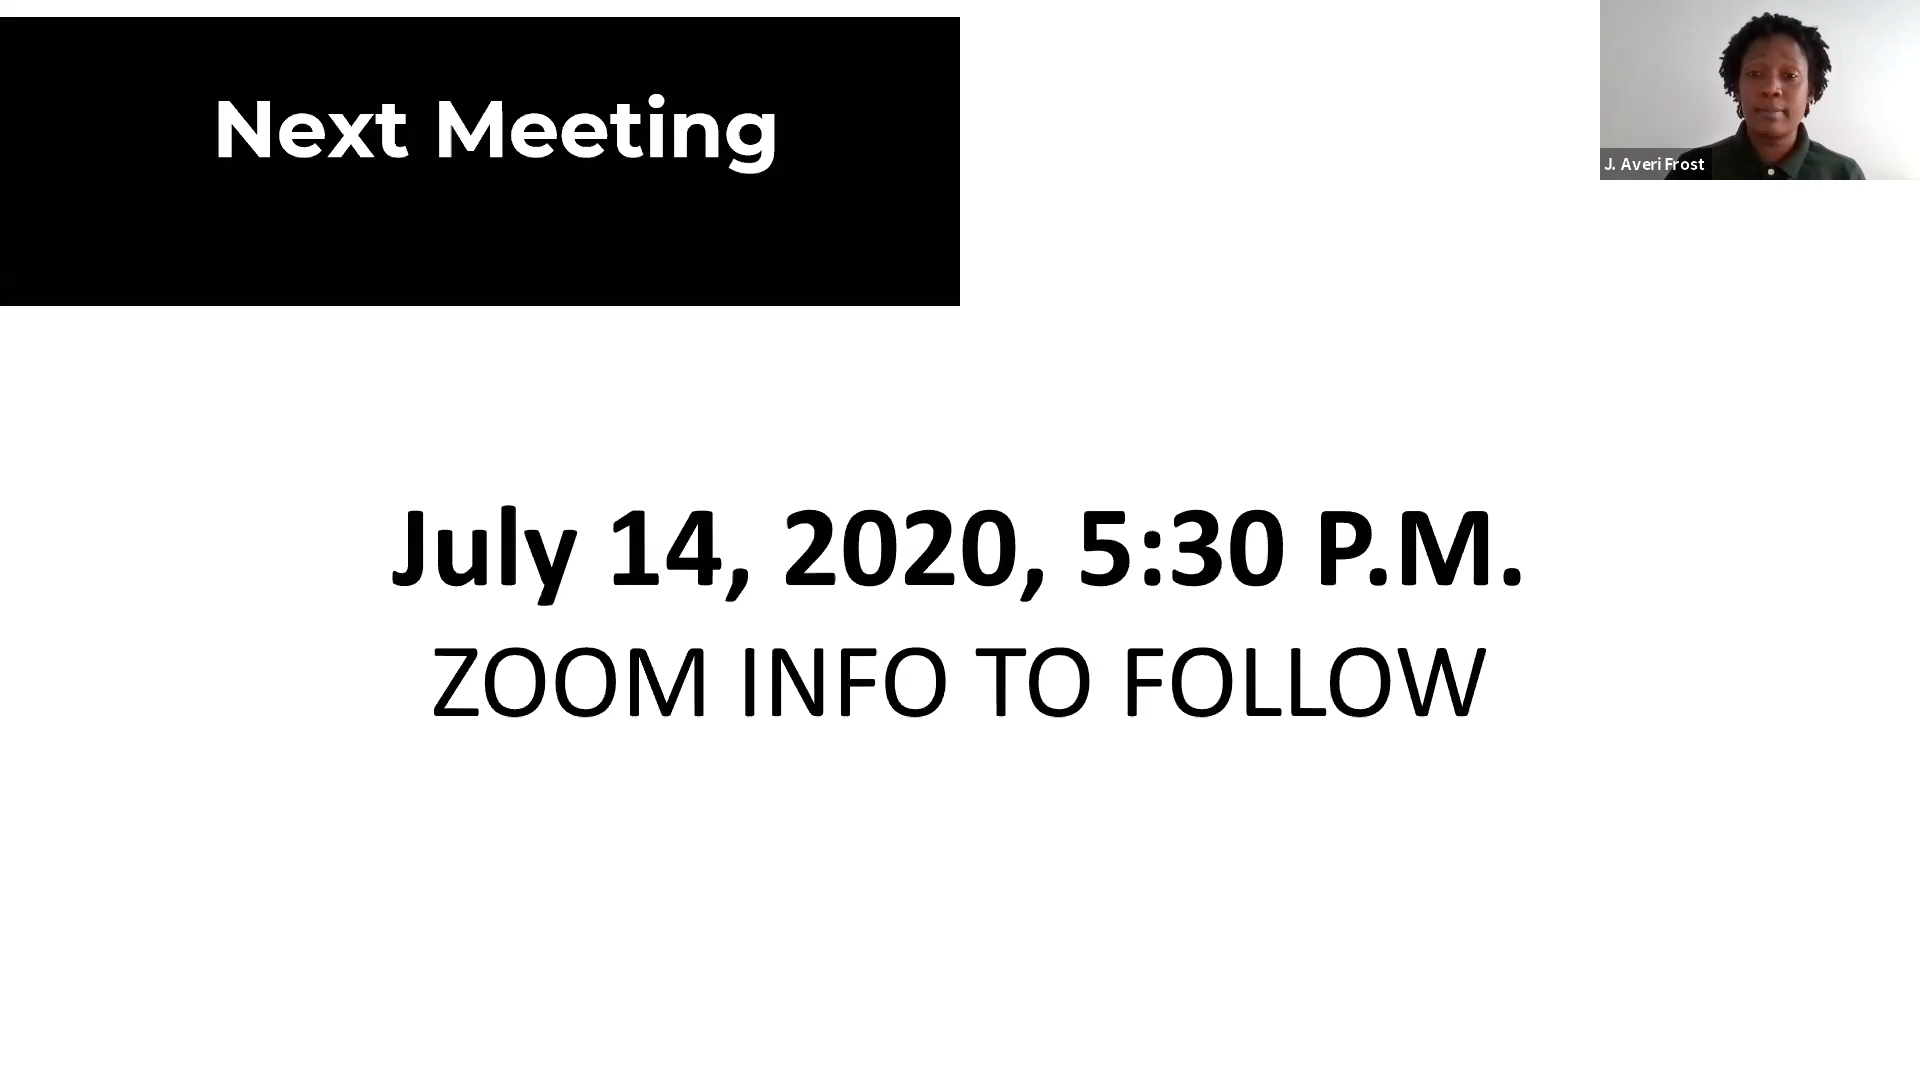 Next Meeting
J. Averi Frost
July 14, 2020, 5:30 P.M.
ZOOM INFO TO FOLLOW